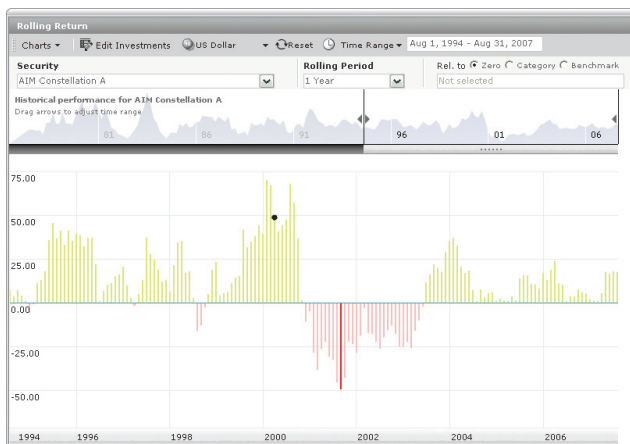 Rolling Return
Charts Edit Investments US Dollar Reset Time Range Aug 1, 1994 - Aug 31, 2007
Security Rolling Period Rel. to Zero Category Benchmark
AIM Constellation A 1 Year Not selected
Historical performance for AIM Constellation A
Drag arrows to adjust time range
81 86 91 96 01 06
75.00
50.00
25.00
0.00
-25.00
-50.00
1994 1996 1998 2000 2002 2004 2006